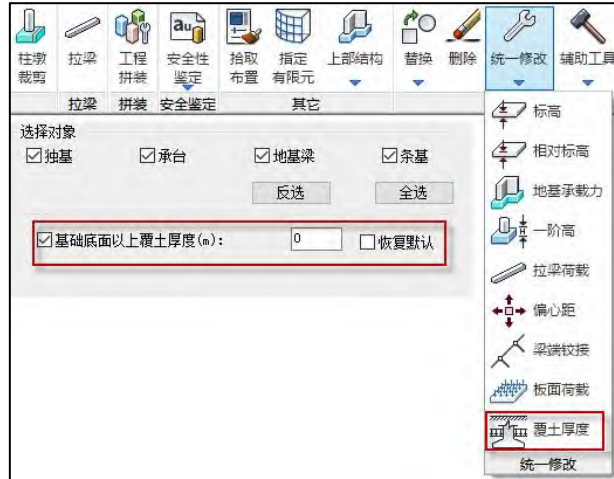 柱墩裁剪 拉梁 工程拼装 安全性鉴定 拾取布置 指定有限元 上部结构 替换 删除 统一修改 辅助工具
拉梁 拼装 安全鉴定 其它
选择对象
独基 承台 地基梁 条基
反选 全选
基础底面以上覆土厚度(m): 0 恢复默认
标高
相对标高
地基承载力
一阶高
拉梁荷载
偏心距
梁端铰接
板面荷载
覆土厚度
统一修改